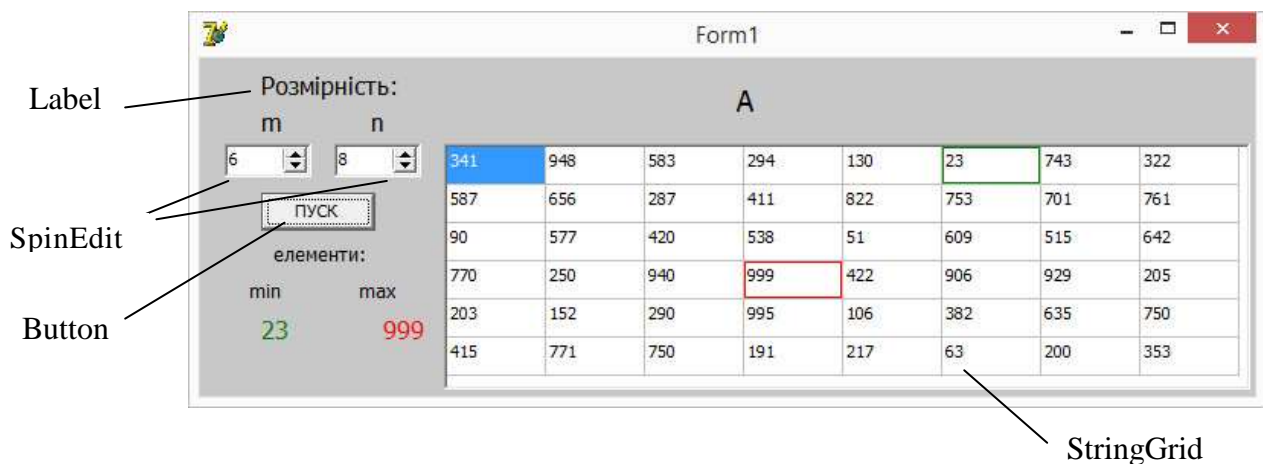 Form1
Label
Розмірність:
A
m n
6 8
341 948 583 294 130 23 743 322
587 656 287 411 822 753 701 761
ПУСК
SpinEdit
90 577 420 538 51 609 515 642
елементи:
770 250 940 999 422 906 929 205
min max
Button
23 999
203 152 290 995 106 382 635 750
415 771 750 191 217 63 200 353
StringGrid